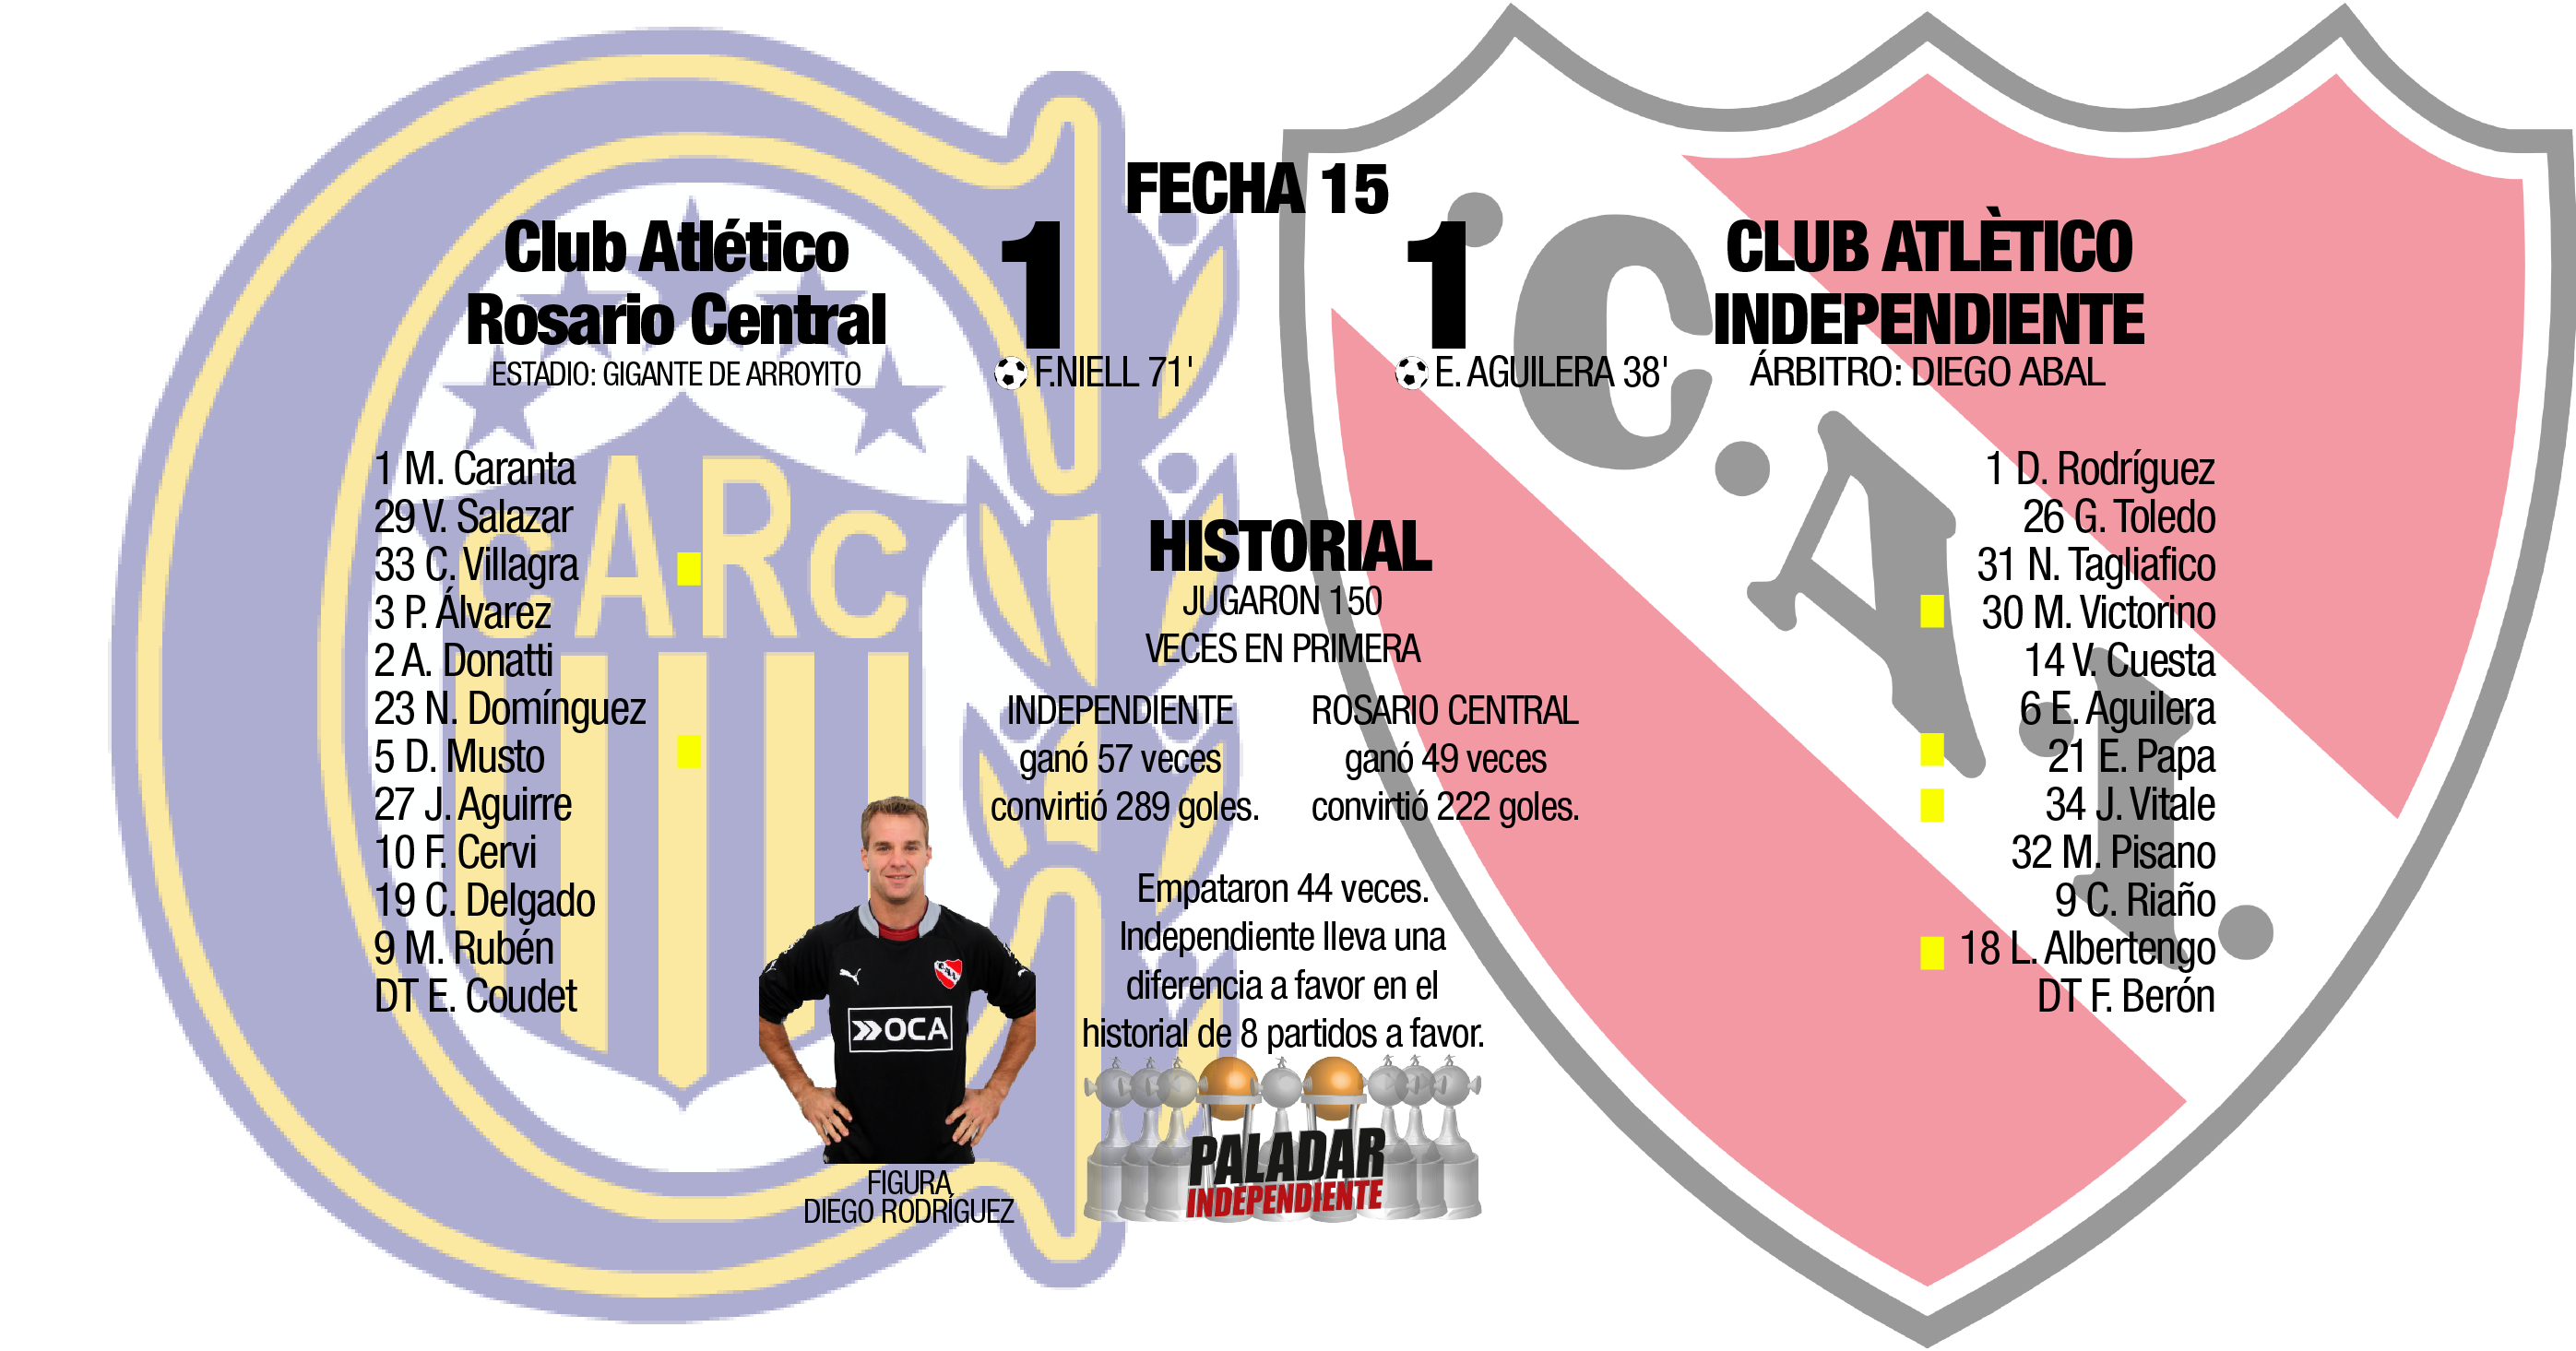 FECHA 15
Club Atlético
Rosario Central
ESTADIO: GIGANTE DE ARROYITO
1
F.NIELL 71'
1
E. AGUILERA 38'
CLUB ATLÈTICO
INDEPENDIENTE
ÁRBITRO: DIEGO ABAL
CARC
C.A.I.
1 M. Caranta
29 V. Salazar
33 C. Villagra
3 P. Álvarez
2 A. Donatti
23 N. Domínguez
5 D. Musto
27 J. Aguirre
10 F. Cervi
19 C. Delgado
9 M. Rubén
DT E. Coudet
HISTORIAL
JUGARON 150
VECES EN PRIMERA
INDEPENDIENTE
ganó 57 veces
convirtió 289 goles.
ROSARIO CENTRAL
ganó 49 veces
convirtió 222 goles.
Empataron 44 veces.
Independiente lleva una
diferencia a favor en el
historial de 8 partidos a favor.
1 D. Rodríguez
26 G. Toledo
31 N. Tagliafico
30 M. Victorino
14 V. Cuesta
6 E. Aguilera
21 E. Papa
34 J. Vitale
32 M. Pisano
9 C. Riaño
18 L. Albertengo
DT F. Berón
OCA
FIGURA
DIEGO RODRÍGUEZ
PALADAR
INDEPENDIENTE